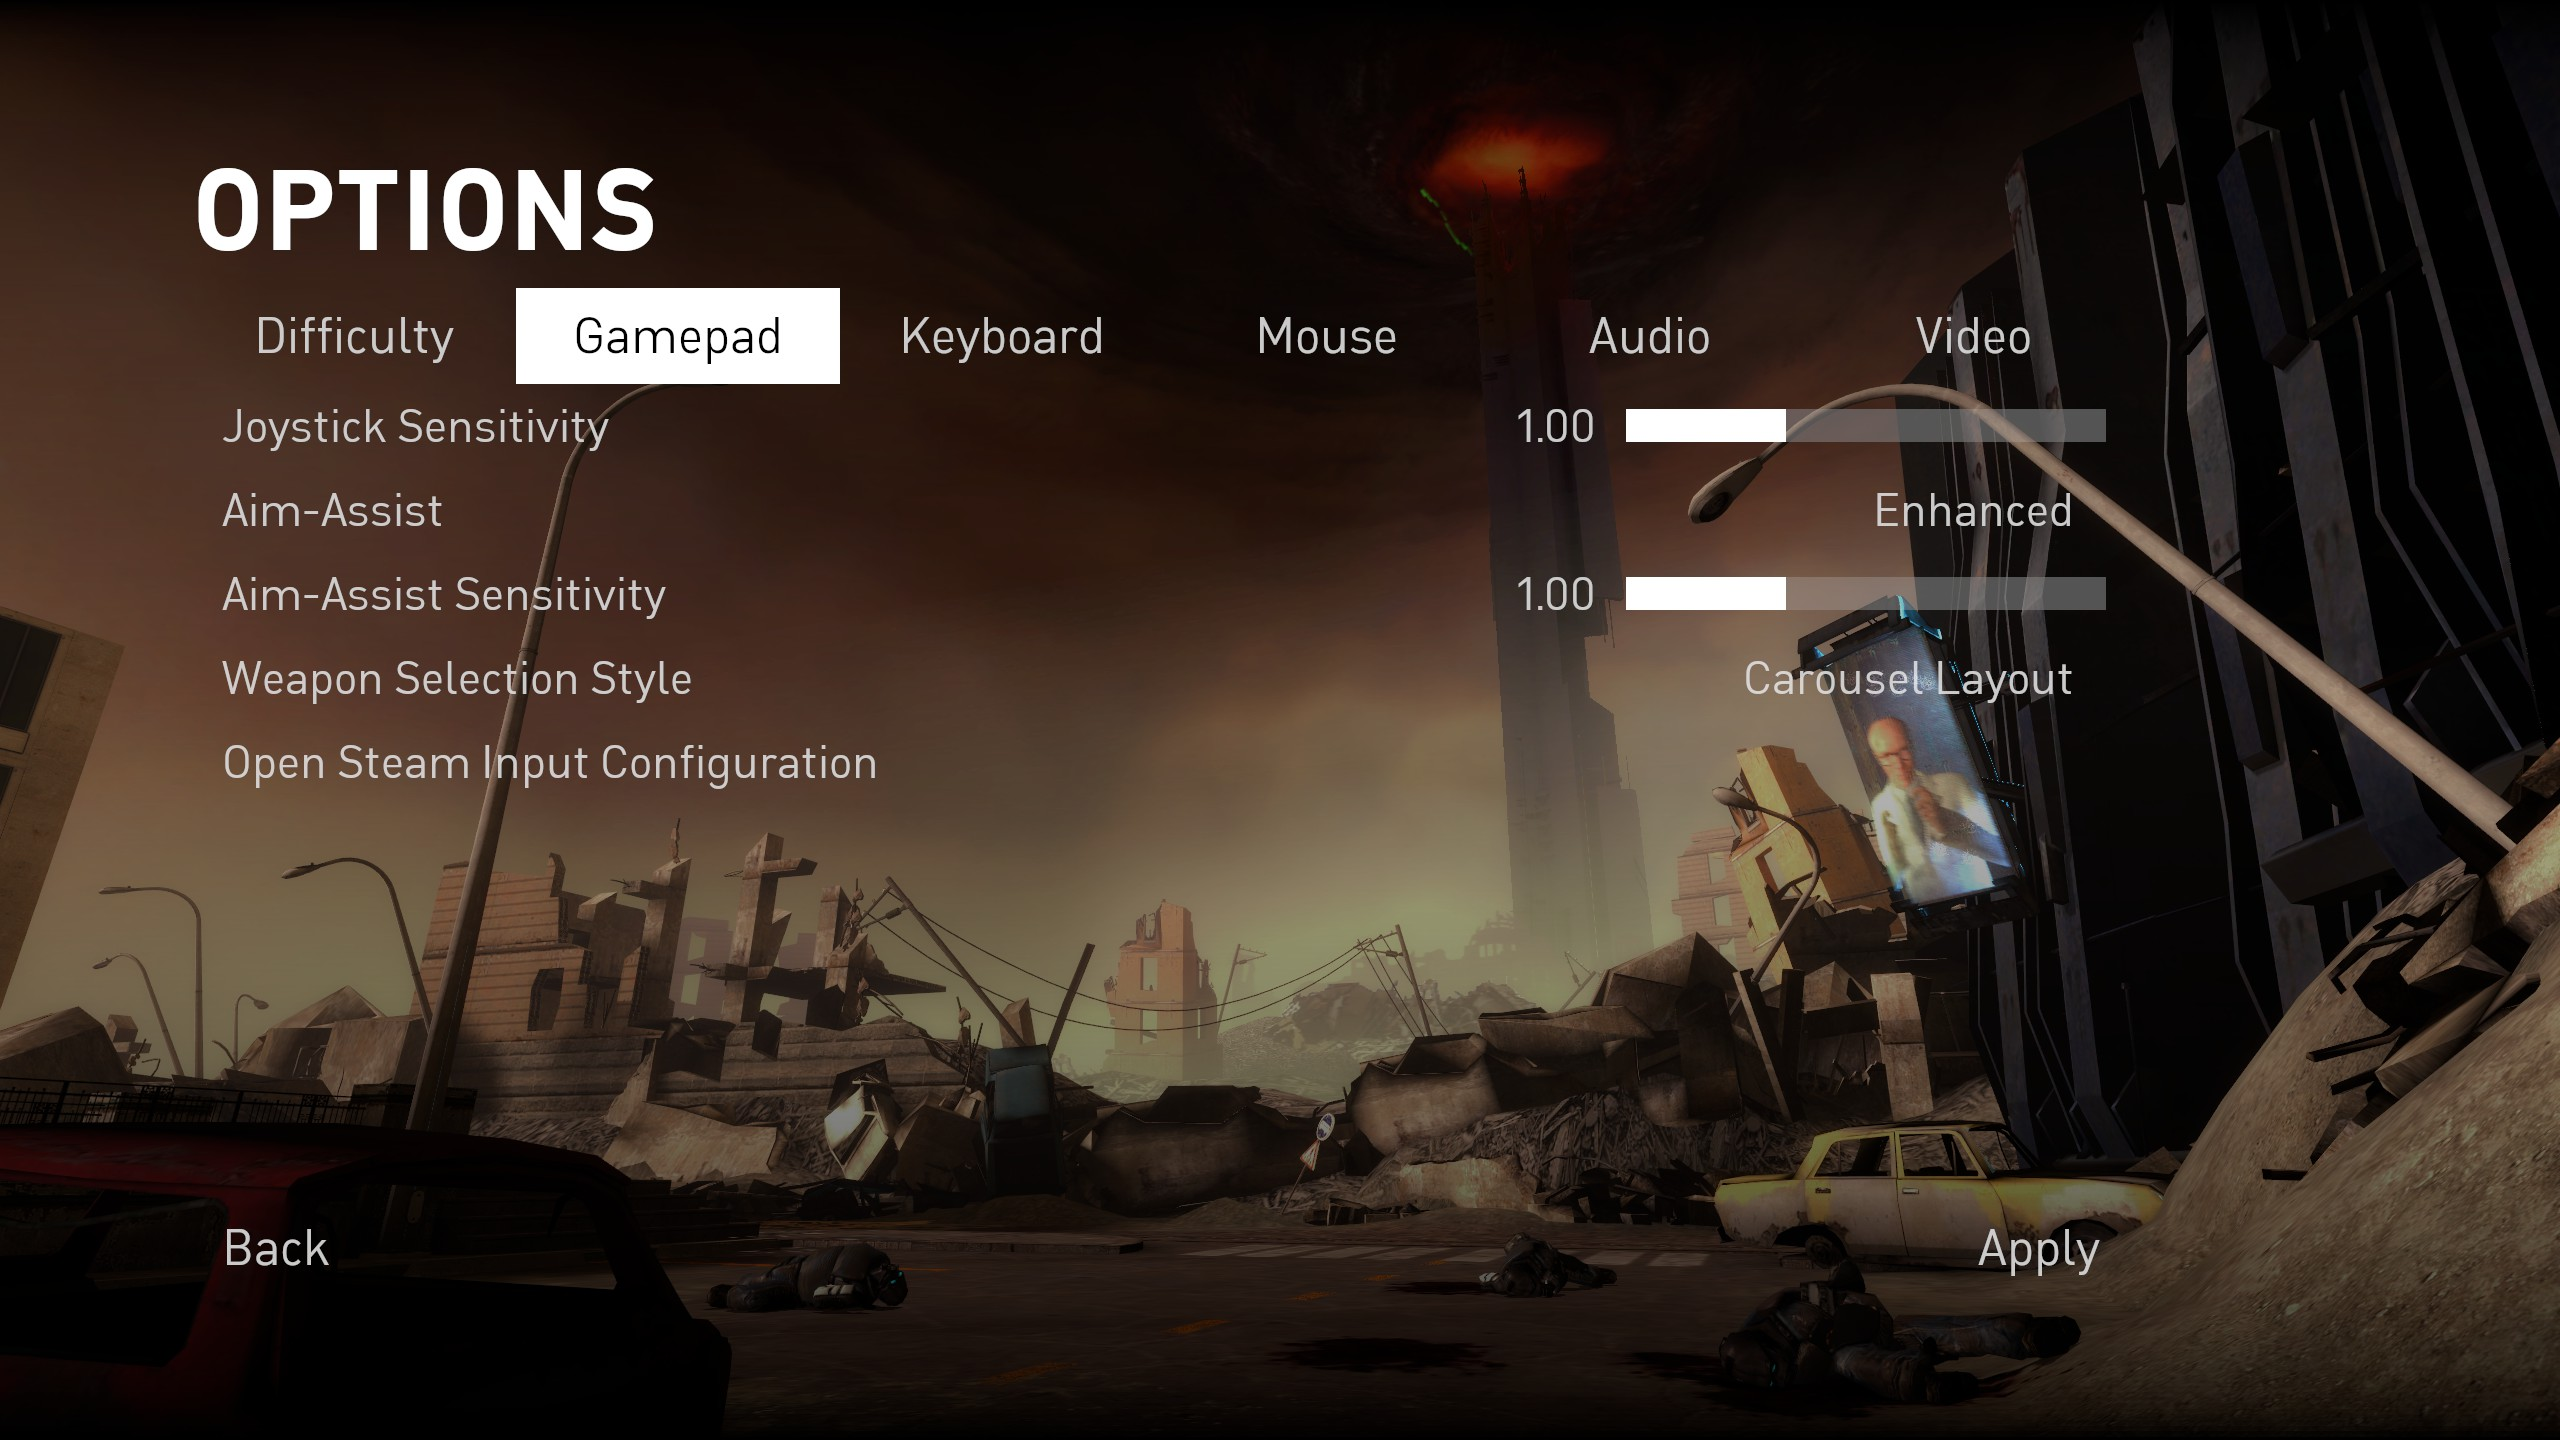 OPTIONS
Difficulty Gamepad Keyboard Mouse Audio Video
Joystick Sensitivity 1.00
Aim-Assist Enhanced
Aim-Assist Sensitivity 1.00
Weapon Selection Style Carousel Layout
Open Steam Input Configuration
Back Apply